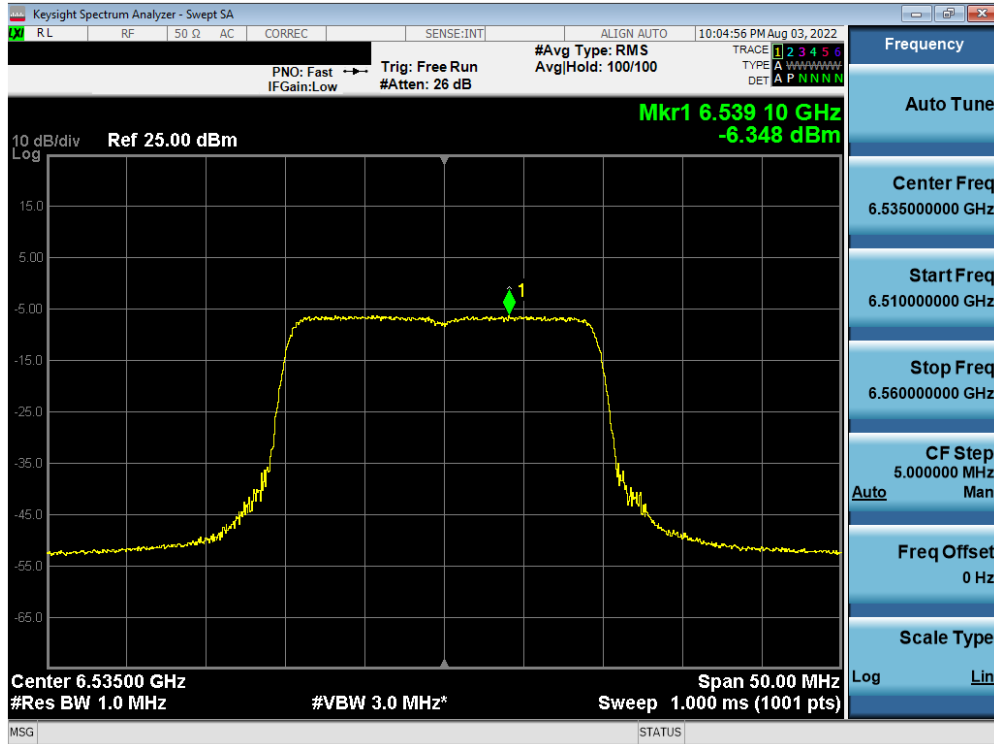 Keysight Spectrum Analyzer - Swept SA
LXI RL RF 50 Ω AC CORREC SENSE:INT ALIGN AUTO 10:04:56 PM Aug 03, 2022
PNO: Fast
IFGain:Low
Trig: Free Run
#Atten: 26 dB
#Avg Type: RMS
Avg|Hold: 100/100
TRACE 1 2 3 4 5 6
TYPE A WWWWW
DET A P N N N N
Mkr1 6.539 10 GHz
-6.348 dBm
10 dB/div Ref 25.00 dBm
Log
15.0
5.00
-5.00
-15.0
-25.0
-35.0
-45.0
-55.0
-65.0
1
Center 6.53500 GHz Span 50.00 MHz
#Res BW 1.0 MHz #VBW 3.0 MHz* Sweep 1.000 ms (1001 pts)
MSG STATUS
Frequency
Auto Tune
Center Freq
6.535000000 GHz
Start Freq
6.510000000 GHz
Stop Freq
6.560000000 GHz
CF Step
5.000000 MHz
Auto Man
Freq Offset
0 Hz
Scale Type
Log Lin